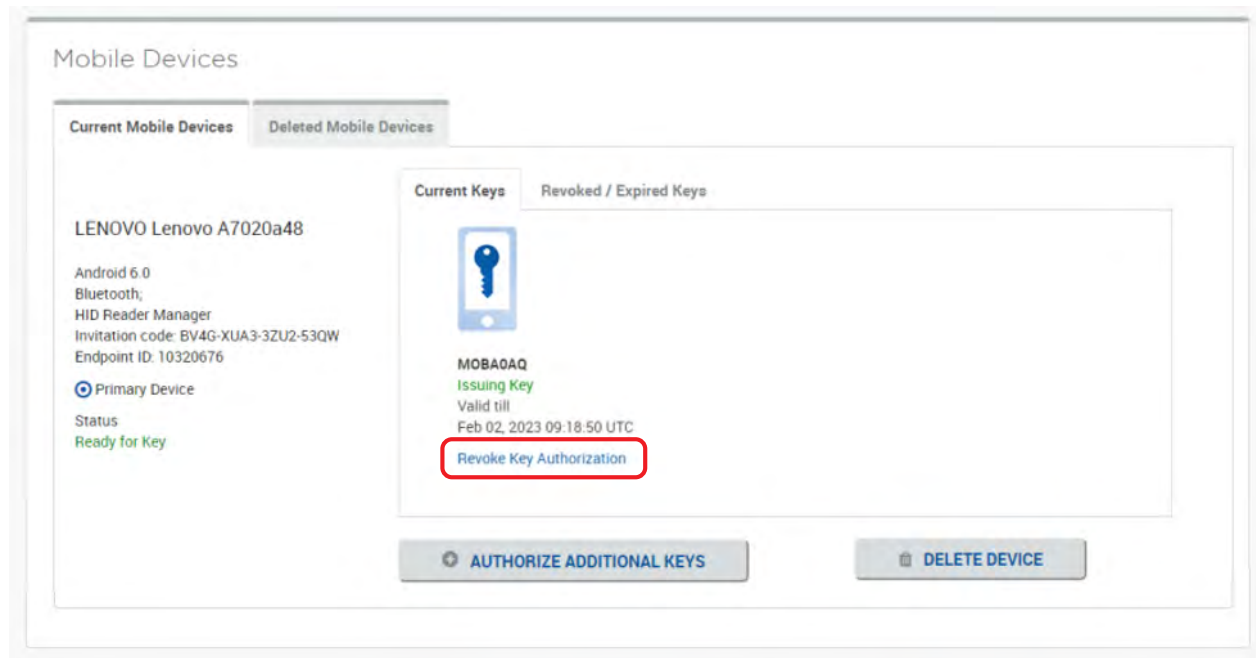 Mobile Devices
Current Mobile Devices
Deleted Mobile Devices
Current Keys
Revoked / Expired Keys
LENOVO Lenovo A7020a48
Android 6.0
Bluetooth;
HID Reader Manager
Invitation code: BV4G-XUA3-3ZU2-53QW
Endpoint ID: 10320676
Primary Device
Status
Ready for Key
MOBA0AQ
Issuing Key
Valid till
Feb 02, 2023 09:18:50 UTC
Revoke Key Authorization
AUTHORIZE ADDITIONAL KEYS
DELETE DEVICE